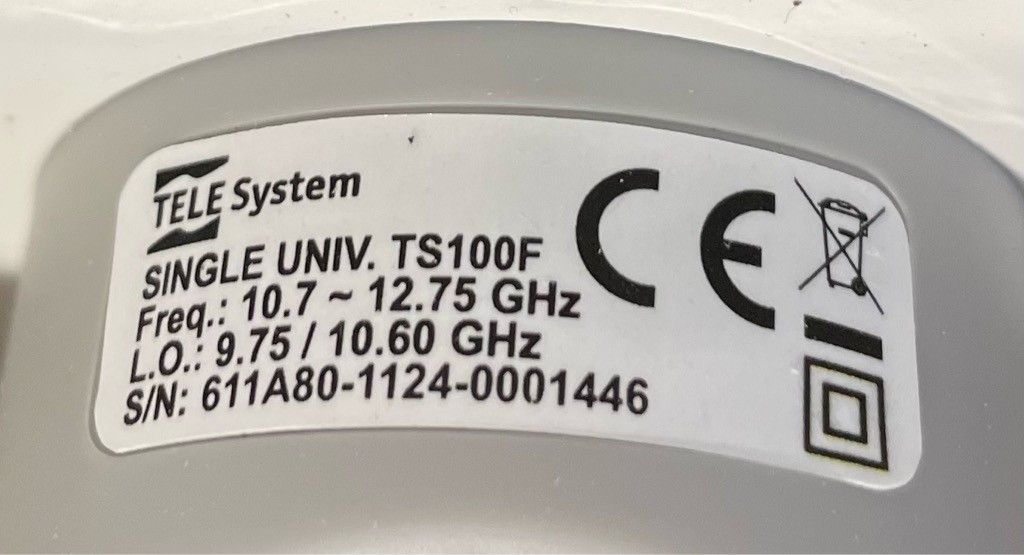 TELE System
SINGLE UNIV. TS100F
Freq.: 10.7 ~ 12.75 GHz
L.O.: 9.75 / 10.60 GHz
S/N: 611A80-1124-0001446
CE